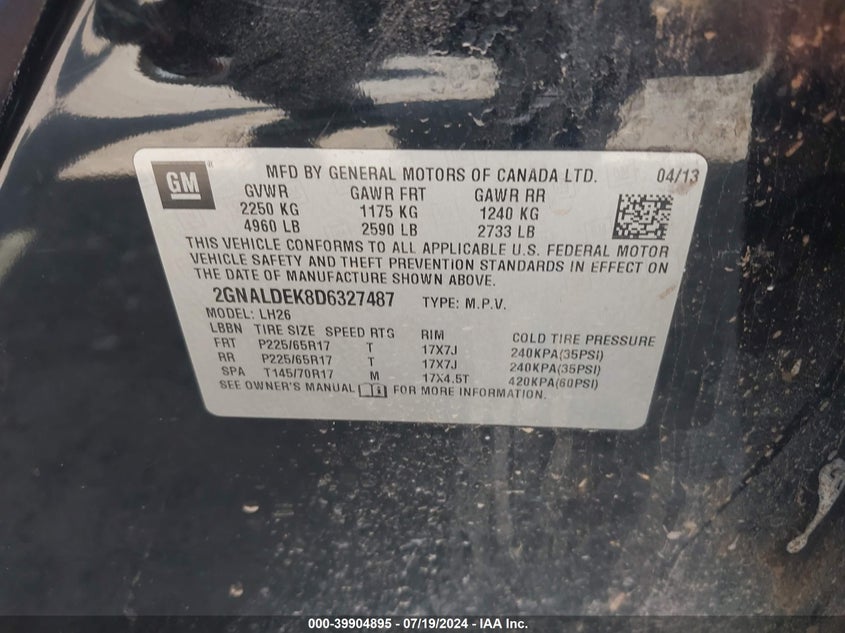 GM ® MFD BY GENERAL MOTORS OF CANADA LTD. 04/13
GVWR GAWR FRT GAWR RR
2250 KG 1175 KG 1240 KG
4960 LB 2590 LB 2733 LB
THIS VEHICLE CONFORMS TO ALL APPLICABLE U.S. FEDERAL MOTOR
VEHICLE SAFETY AND THEFT PREVENTION STANDARDS IN EFFECT ON
THE DATE OF MANUFACTURE SHOWN ABOVE.
2GNALDEK8D6327487 TYPE: M.P.V.
MODEL: LH26
LBBN TIRE SIZE SPEED RTG RIM COLD TIRE PRESSURE
FRT P225/65R17 T 17X7J 240KPA(35PSI)
RR P225/65R17 T 17X7J 240KPA(35PSI)
SPA T145/70R17 M 17X4.5T 420KPA(60PSI)
SEE OWNER'S MANUAL FOR MORE INFORMATION.
000-39904895 - 07/19/2024 - IAA Inc.